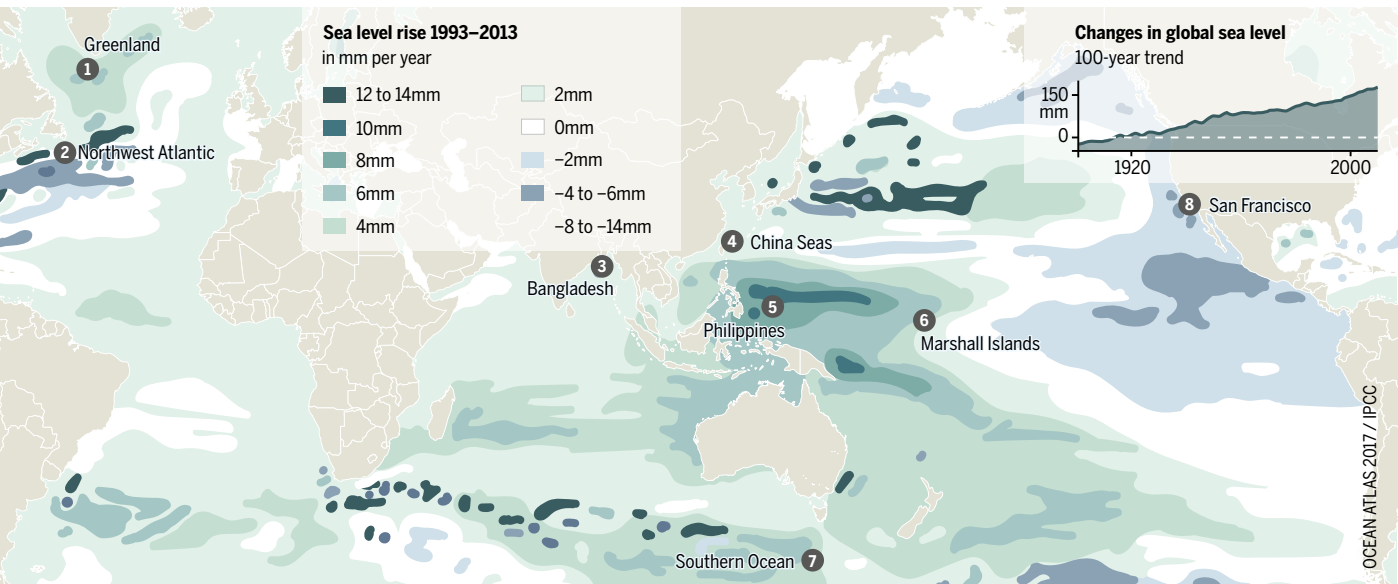 Sea level rise 1993–2013
in mm per year
12 to 14mm
10mm
8mm
6mm
4mm
2mm
0mm
–2mm
–4 to –6mm
–8 to –14mm
Changes in global sea level
100-year trend
150
mm
0
1920
2000
Greenland
1
2 Northwest Atlantic
3
Bangladesh
4 China Seas
5
Philippines
6
Marshall Islands
Southern Ocean 7
8 San Francisco
OCEAN ATLAS 2017 / IPCC